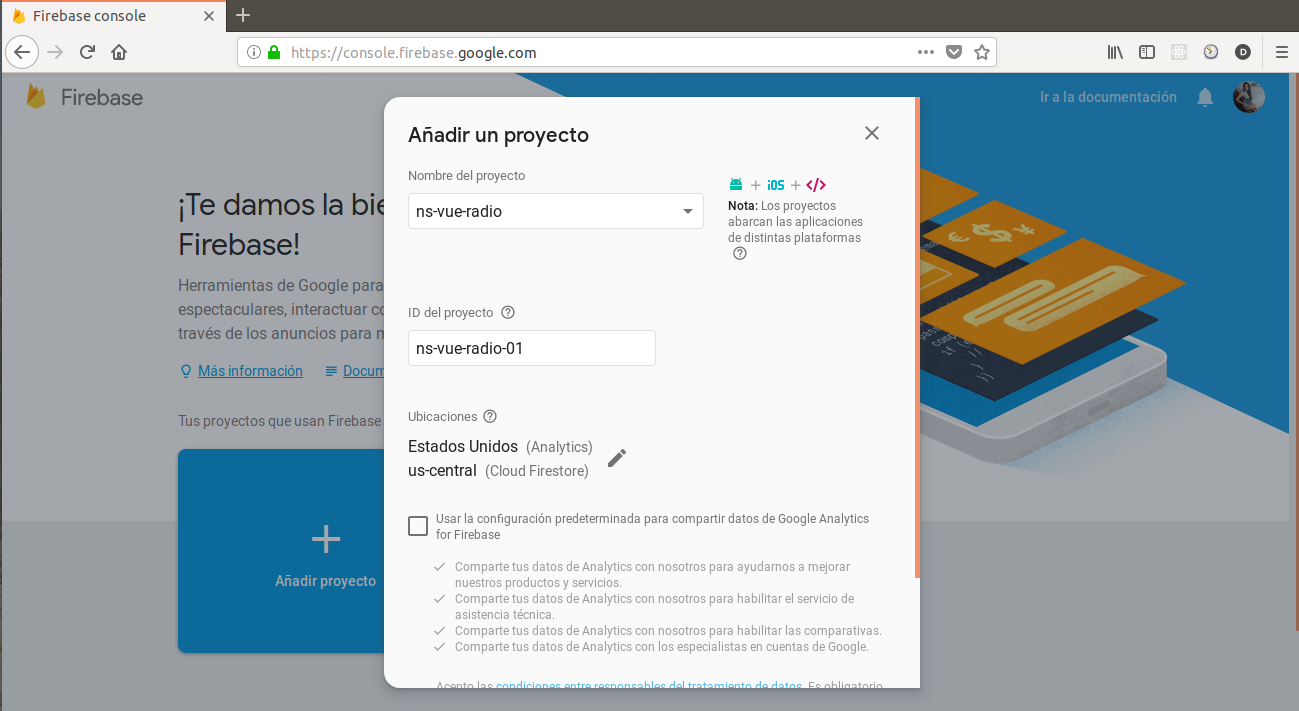 Firebase console
https://console.firebase.google.com
D
Firebase
Ir a la documentación
¡Te damos la bie
Firebase!
Herramientas de Google para
espectaculares, interactuar co
través de los anuncios para m
Más información
Docum
Tus proyectos que usan Firebase
Añadir proyecto
Añadir un proyecto
Nombre del proyecto
ns-vue-radio
+ iOS + </>
Nota: Los proyectos
abarcan las aplicaciones
de distintas plataformas
ID del proyecto
ns-vue-radio-01
Ubicaciones
Estados Unidos (Analytics)
us-central (Cloud Firestore)
Usar la configuración predeterminada para compartir datos de Google Analytics
for Firebase
Comparte tus datos de Analytics con nosotros para ayudarnos a mejorar
nuestros productos y servicios.
Comparte tus datos de Analytics con nosotros para habilitar el servicio de
asistencia técnica.
Comparte tus datos de Analytics con nosotros para habilitar las comparativas.
Comparte tus datos de Analytics con los especialistas en cuentas de Google.
Acepto las condiciones entre responsables del tratamiento de datos. Es obligatorio